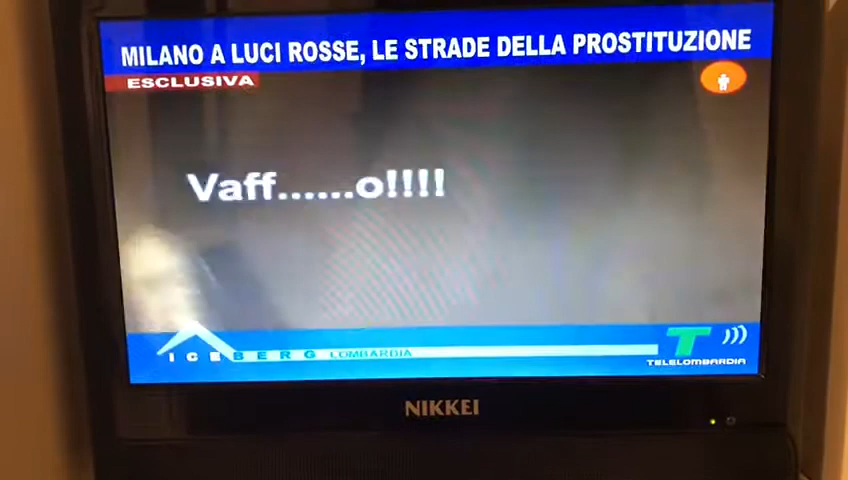 MILANO A LUCI ROSSE, LE STRADE DELLA PROSTITUZIONE
ESCLUSIVA
Vaff......o!!!!
ICEBERG LOMBARDIA
T
TELELOMBARDIA
NIKKEI